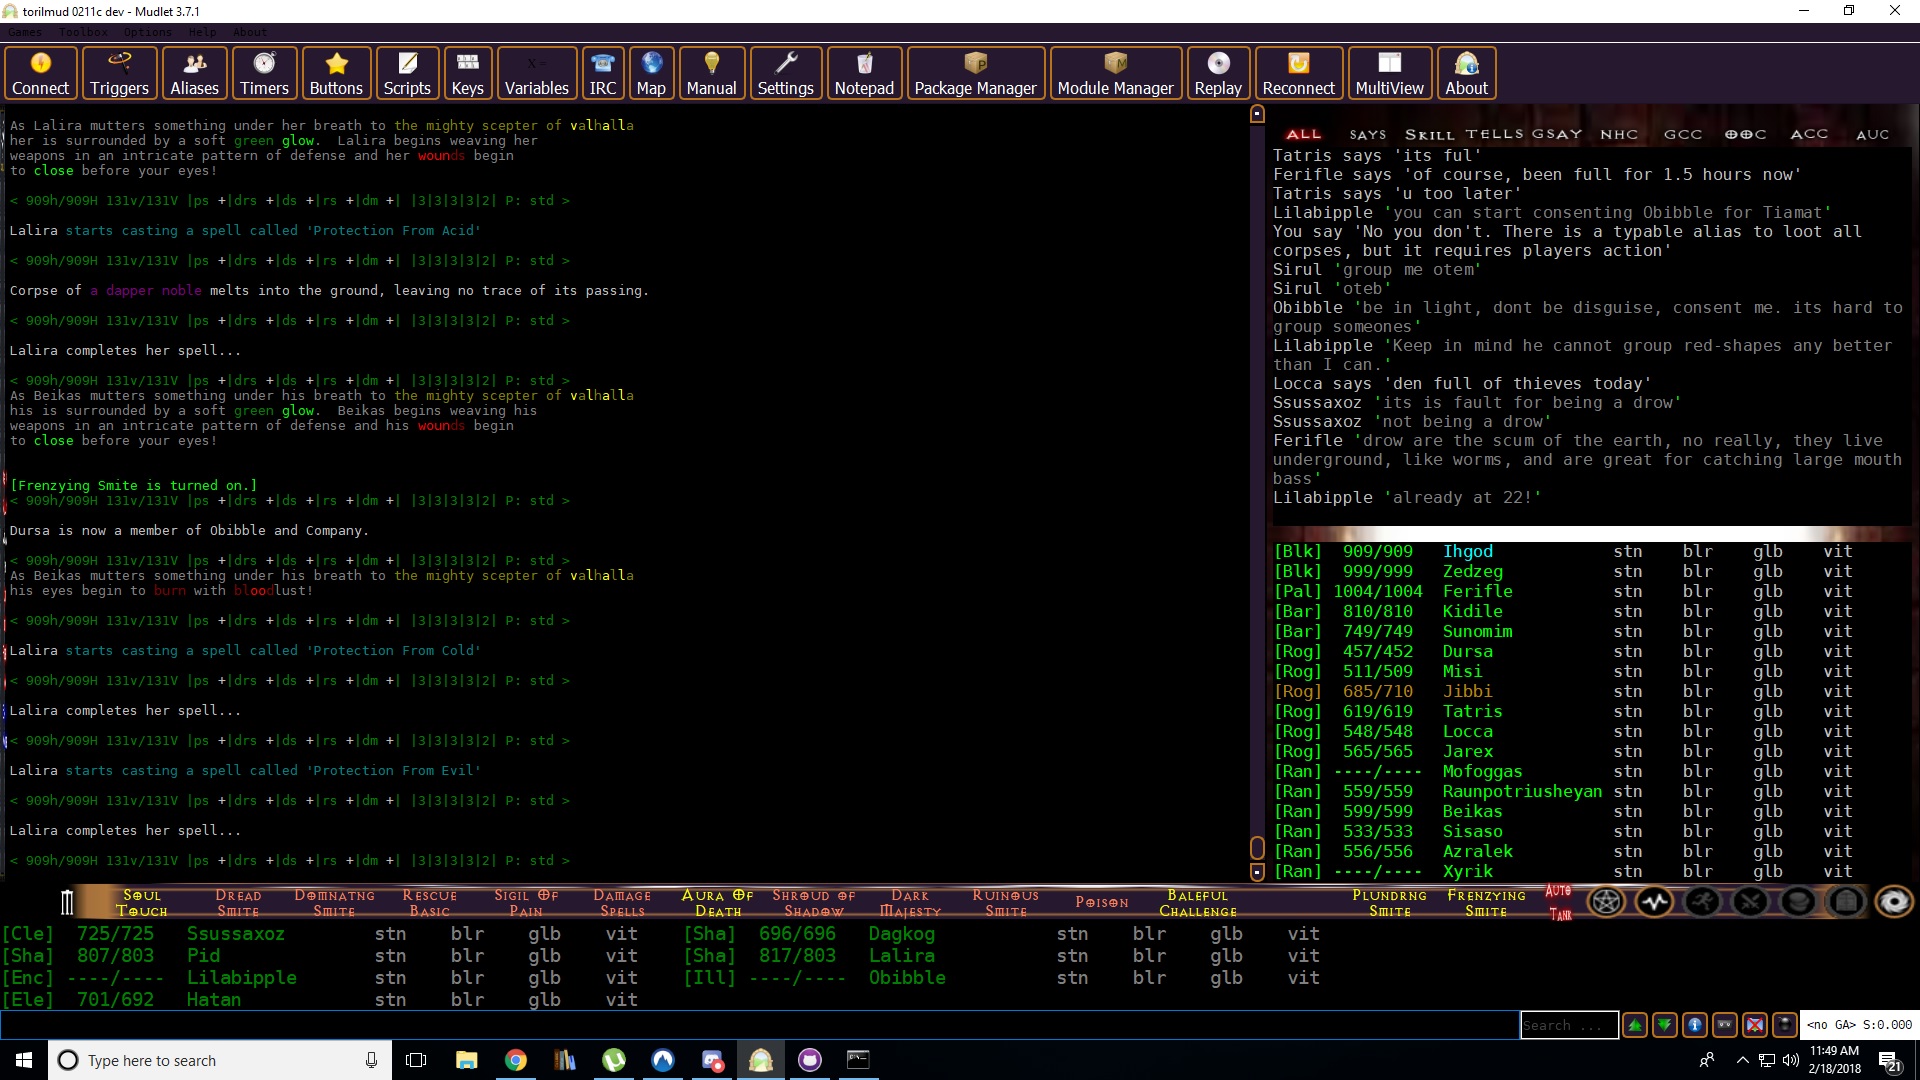 torilmud 0211c dev - Mudlet 3.7.1
Games Toolbox Options Help About
Connect Triggers Aliases Timers Buttons Scripts Keys Variables IRC Map Manual Settings Notepad Package Manager Module Manager Replay Reconnect MultiView About
As Lalira mutters something under her breath to the mighty scepter of valhalla
her is surrounded by a soft green glow.  Lalira begins weaving her
weapons in an intricate pattern of defense and her wounds begin
to close before your eyes!
< 909h/909H 131v/131V |ps +|drs +|ds +|rs +|dm +| |3|3|3|3|2| P: std >
Lalira starts casting a spell called 'Protection From Acid'
< 909h/909H 131v/131V |ps +|drs +|ds +|rs +|dm +| |3|3|3|3|2| P: std >
Corpse of a dapper noble melts into the ground, leaving no trace of its passing.
< 909h/909H 131v/131V |ps +|drs +|ds +|rs +|dm +| |3|3|3|3|2| P: std >
Lalira completes her spell...
< 909h/909H 131v/131V |ps +|drs +|ds +|rs +|dm +| |3|3|3|3|2| P: std >
As Beikas mutters something under his breath to the mighty scepter of valhalla
his is surrounded by a soft green glow.  Beikas begins weaving his
weapons in an intricate pattern of defense and his wounds begin
to close before your eyes!
[Frenzying Smite is turned on.]
< 909h/909H 131v/131V |ps +|drs +|ds +|rs +|dm +| |3|3|3|3|2| P: std >
Dursa is now a member of Obibble and Company.
< 909h/909H 131v/131V |ps +|drs +|ds +|rs +|dm +| |3|3|3|3|2| P: std >
As Beikas mutters something under his breath to the mighty scepter of valhalla
his eyes begin to burn with bloodlust!
< 909h/909H 131v/131V |ps +|drs +|ds +|rs +|dm +| |3|3|3|3|2| P: std >
Lalira starts casting a spell called 'Protection From Cold'
< 909h/909H 131v/131V |ps +|drs +|ds +|rs +|dm +| |3|3|3|3|2| P: std >
Lalira completes her spell...
< 909h/909H 131v/131V |ps +|drs +|ds +|rs +|dm +| |3|3|3|3|2| P: std >
Lalira starts casting a spell called 'Protection From Evil'
< 909h/909H 131v/131V |ps +|drs +|ds +|rs +|dm +| |3|3|3|3|2| P: std >
Lalira completes her spell...
< 909h/909H 131v/131V |ps +|drs +|ds +|rs +|dm +| |3|3|3|3|2| P: std >
ALL SAYS SKILL TELLS GSAY NHC GCC OOC ACC AUC
Tatris says 'its ful'
Ferifle says 'of course, been full for 1.5 hours now'
Tatris says 'u too later'
Lilabipple 'you can start consenting Obibble for Tiamat'
You say 'No you don't. There is a typable alias to loot all
corpses, but it requires players action'
Sirul 'group me otem'
Sirul 'oteb'
Obibble 'be in light, dont be disguise, consent me. its hard to
group someones'
Lilabipple 'Keep in mind he cannot group red-shapes any better
than I can.'
Locca says 'den full of thieves today'
Ssussaxoz 'its is fault for being a drow'
Ssussaxoz 'not being a drow'
Ferifle 'drow are the scum of the earth, no really, they live
underground, like worms, and are great for catching large mouth
bass'
Lilabipple 'already at 22!'
[Blk] 909/909 Ihgod stn blr glb vit
[Blk] 999/999 Zedzeg stn blr glb vit
[Pal] 1004/1004 Ferifle stn blr glb vit
[Bar] 810/810 Kidile stn blr glb vit
[Bar] 749/749 Sunomim stn blr glb vit
[Rog] 457/452 Dursa stn blr glb vit
[Rog] 511/509 Misi stn blr glb vit
[Rog] 685/710 Jibbi stn blr glb vit
[Rog] 619/619 Tatris stn blr glb vit
[Rog] 548/548 Locca stn blr glb vit
[Rog] 565/565 Jarex stn blr glb vit
[Ran] ----/---- Mofoggas stn blr glb vit
[Ran] 559/559 Raunpotriusheyan stn blr glb vit
[Ran] 599/599 Beikas stn blr glb vit
[Ran] 533/533 Sisaso stn blr glb vit
[Ran] 556/556 Azralek stn blr glb vit
[Ran] ----/---- Xyrik stn blr glb vit
SOUL DREAD DOMNATNG RESCUE SIGIL OF DAMAGE AURA OF SHROUD OF DARK RUINOUS POISON BALEFUL PLUNDRNG FRENZYING AUTO
TOUCH SMITE SMITE BASIC PAIN SPELLS DEATH SHADOW MAJESTY SMITE CHALLENGE SMITE SMITE TANK
[Cle] 725/725 Ssussaxoz stn blr glb vit [Sha] 696/696 Dagkog stn blr glb vit
[Sha] 807/803 Pid stn blr glb vit [Sha] 817/803 Lalira stn blr glb vit
[Enc] ----/---- Lilabipple stn blr glb vit [Ill] ----/---- Obibble stn blr glb vit
[Ele] 701/692 Hatan stn blr glb vit
Search ... <no GA> S:0.000
Type here to search
11:49 AM
2/18/2018
21